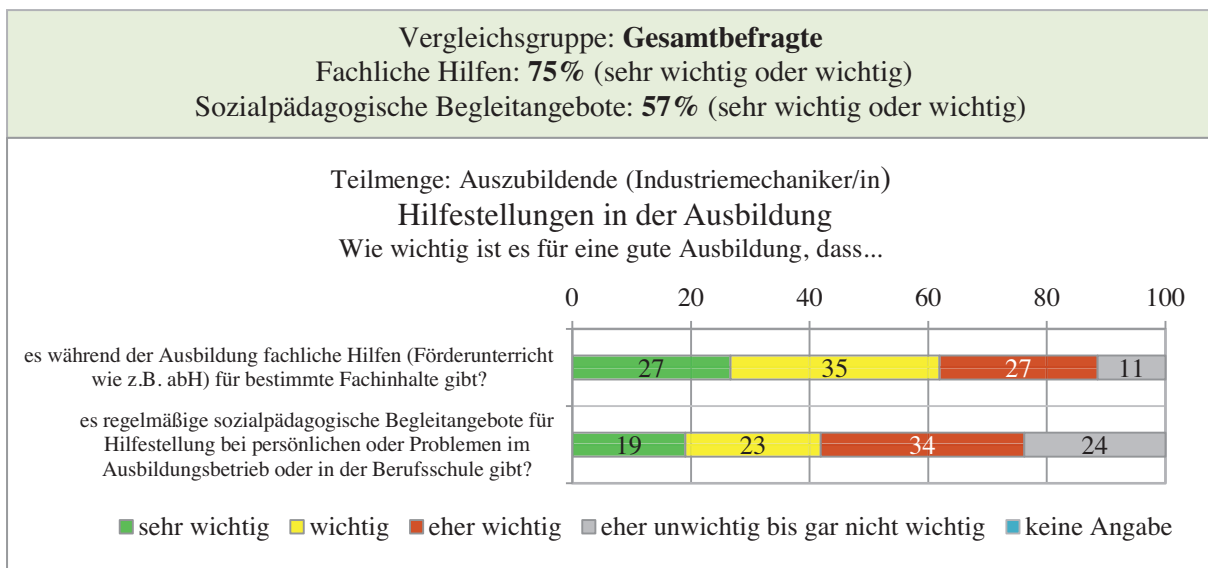 Vergleichsgruppe: Gesamtbefragte
Fachliche Hilfen: 75% (sehr wichtig oder wichtig)
Sozialpädagogische Begleitangebote: 57% (sehr wichtig oder wichtig)
Teilmenge: Auszubildende (Industriemechaniker/in)
Hilfestellungen in der Ausbildung
Wie wichtig ist es für eine gute Ausbildung, dass...
0 20 40 60 80 100
es während der Ausbildung fachliche Hilfen (Förderunterricht
wie z.B. abH) für bestimmte Fachinhalte gibt?
27 35 27 11
es regelmäßige sozialpädagogische Begleitangebote für
Hilfestellung bei persönlichen oder Problemen im
Ausbildungsbetrieb oder in der Berufsschule gibt?
19 23 34 24
sehr wichtig wichtig eher wichtig eher unwichtig bis gar nicht wichtig keine Angabe